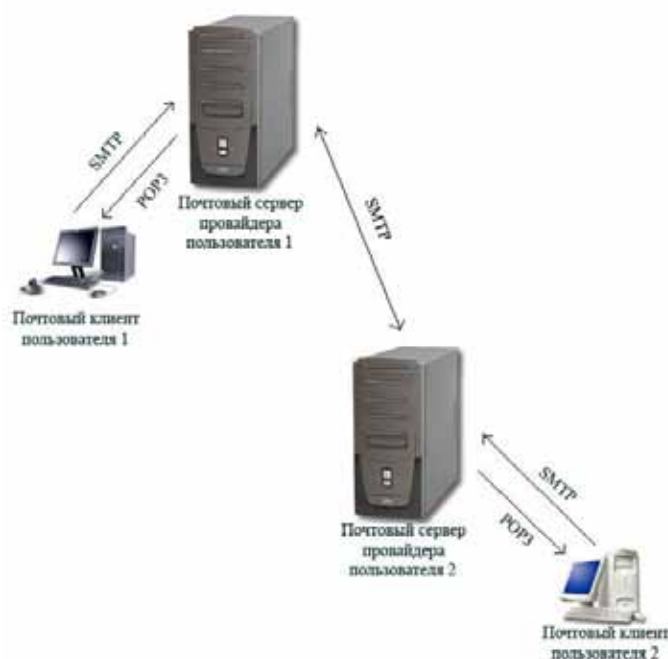 SMTP
POP3
Почтовый сервер
провайдера
пользователя 1
SMTP
Почтовый клиент
пользователя 1
SMTP
POP3
Почтовый сервер
провайдера
пользователя 2
Почтовый клиент
пользователя 2